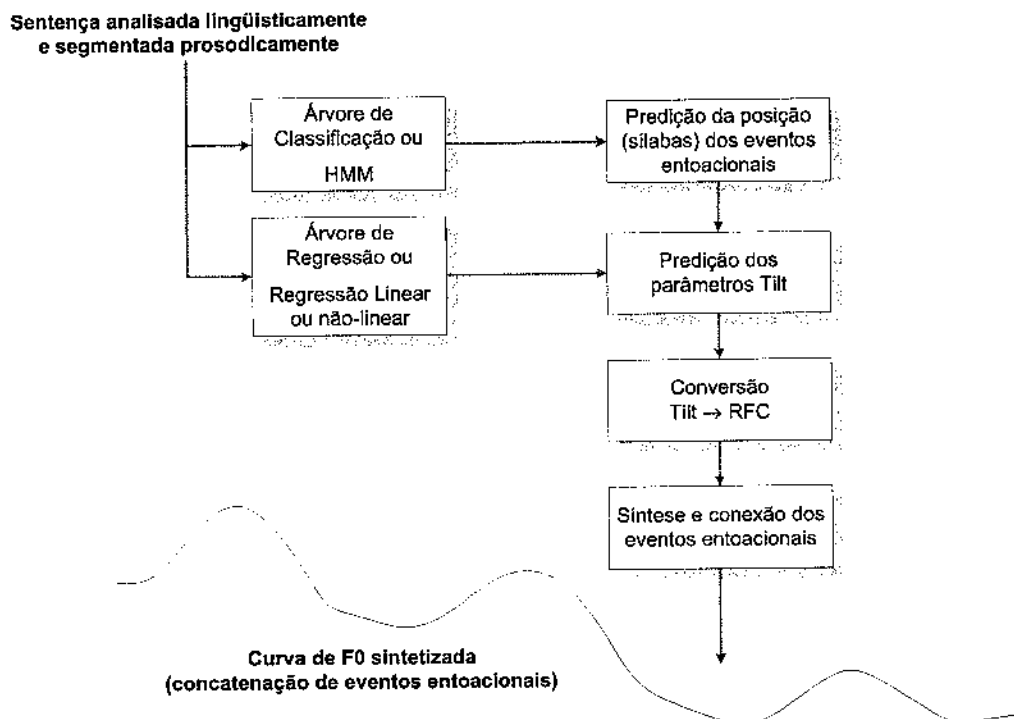 Sentença analisada lingüisticamente
e segmentada prosodicamente
Árvore de
Classificação ou
HMM
Predição da posição
(sílabas) dos eventos
entoacionais
Árvore de
Regressão ou
Regressão Linear
ou não-linear
Predição dos
parâmetros Tilt
Conversão
Tilt → RFC
Síntese e conexão dos
eventos entoacionais
Curva de F0 sintetizada
(concatenação de eventos entoacionais)